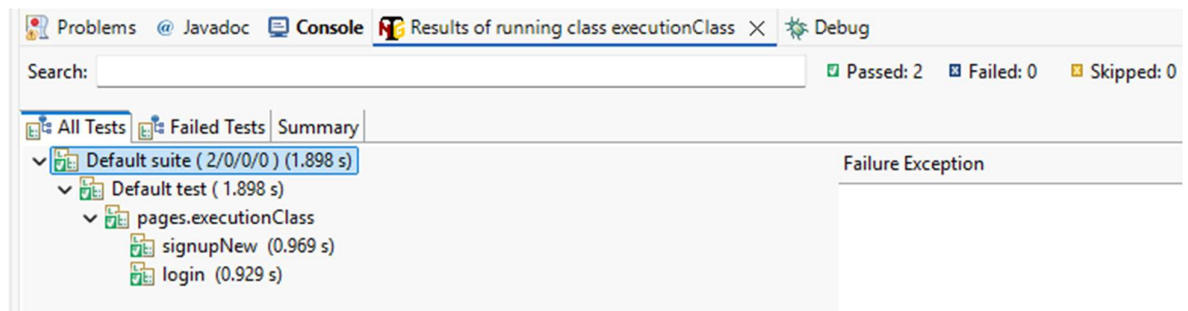 Problems @ Javadoc Console Results of running class executionClass Debug
Search: Passed: 2 Failed: 0 Skipped: 0
All Tests Failed Tests Summary
Default suite ( 2/0/0/0 ) (1.898 s)
Failure Exception
Default test ( 1.898 s)
pages.executionClass
signupNew (0.969 s)
login (0.929 s)